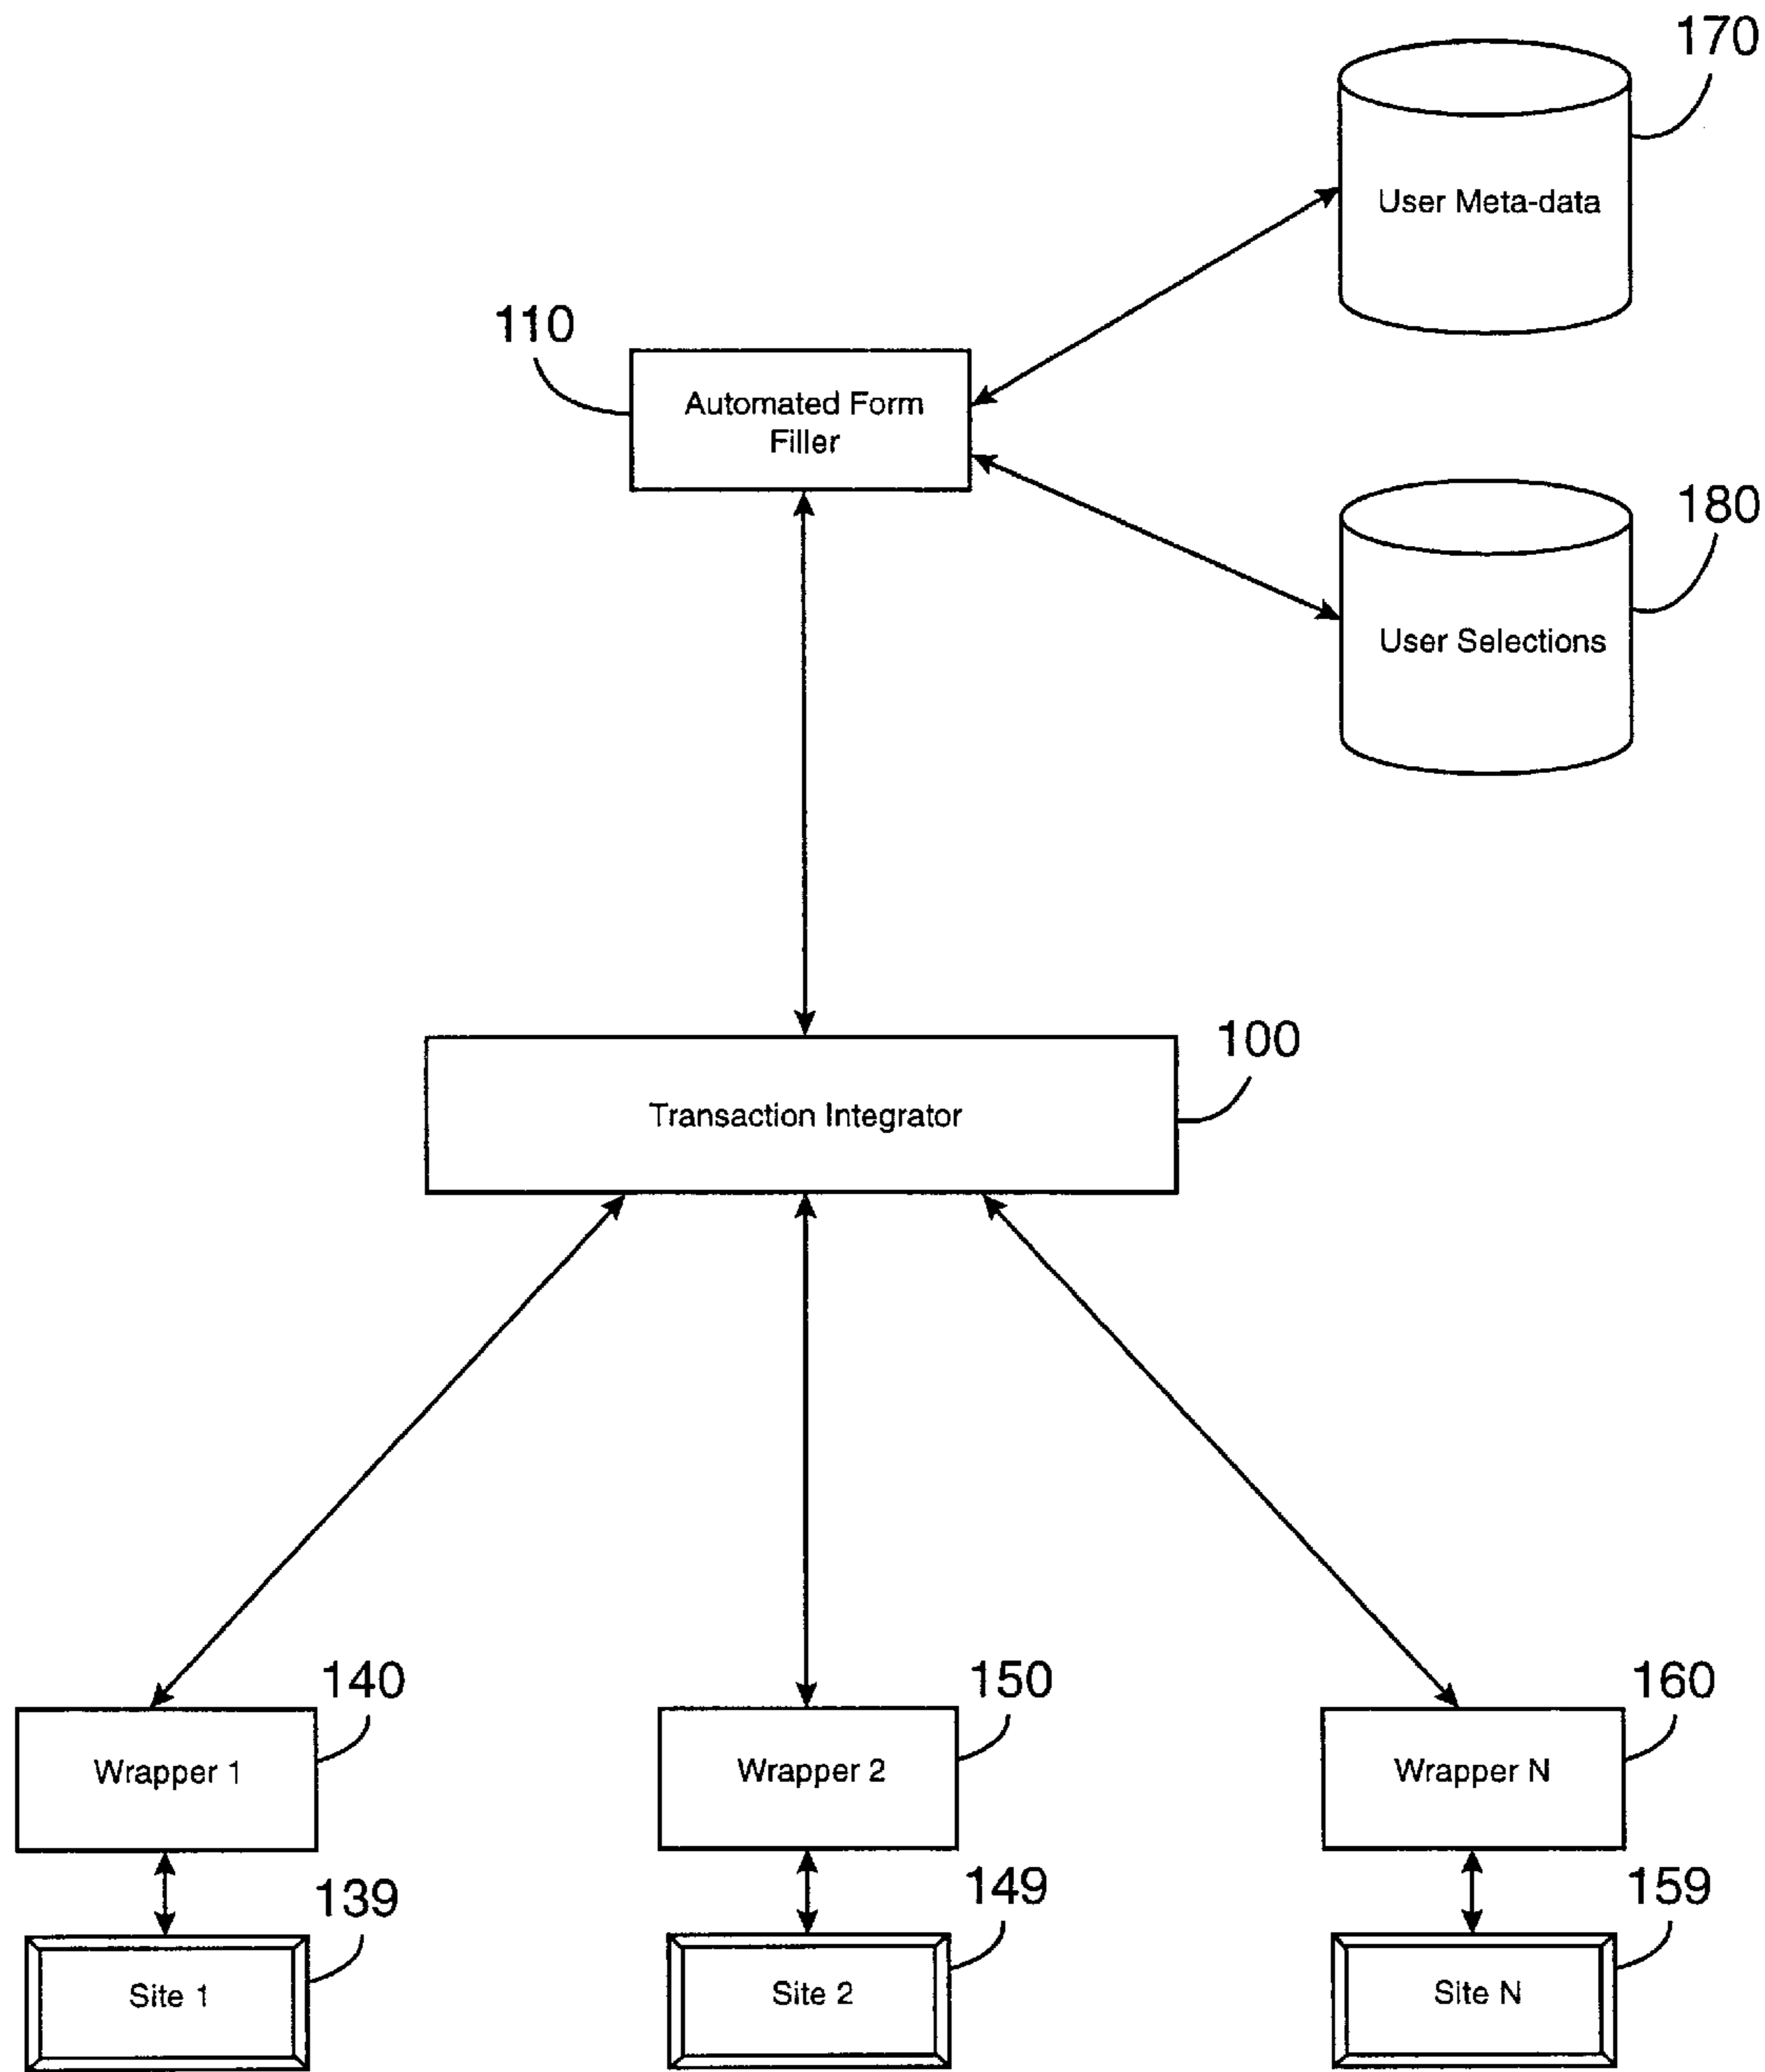 170
User Meta-data
110
Automated Form
Filler
180
User Selections
100
Transaction Integrator
140
150
160
Wrapper 1
Wrapper 2
Wrapper N
139
149
159
Site 1
Site 2
Site N